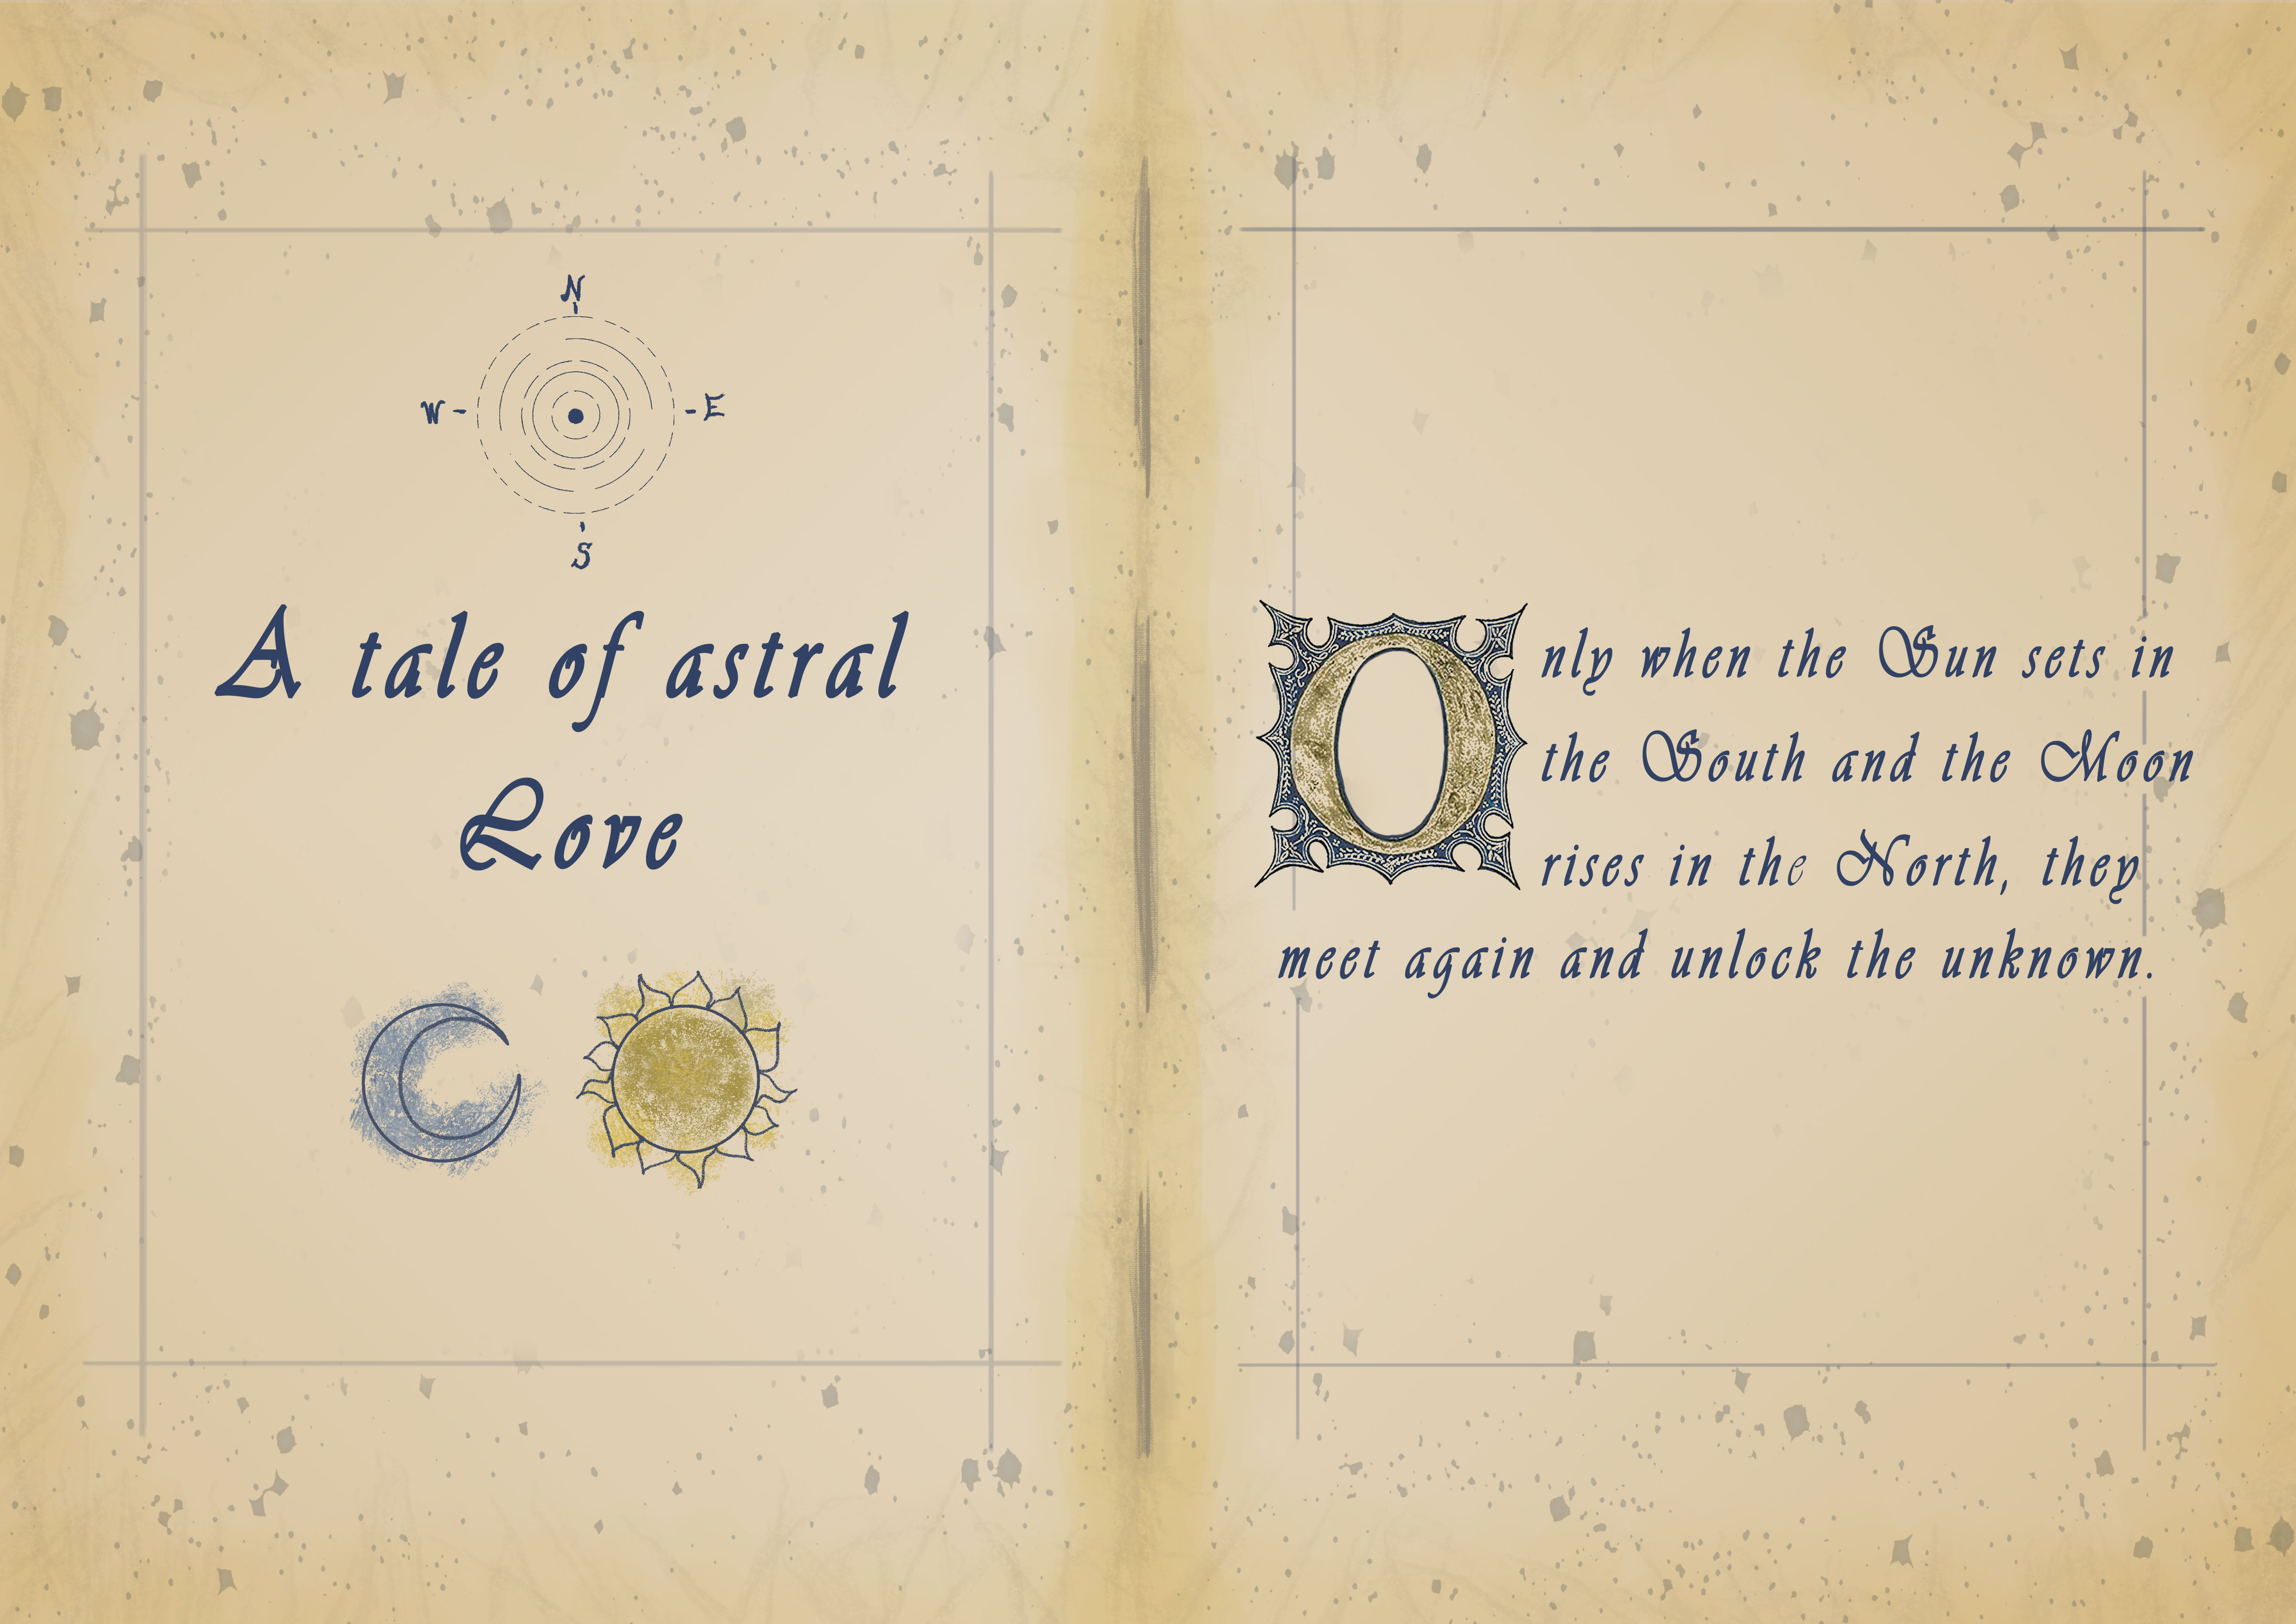 N
W - - E
S
A tale of astral
Love
Only when the Sun sets in
the South and the Moon
rises in the North, they
meet again and unlock the unknown.